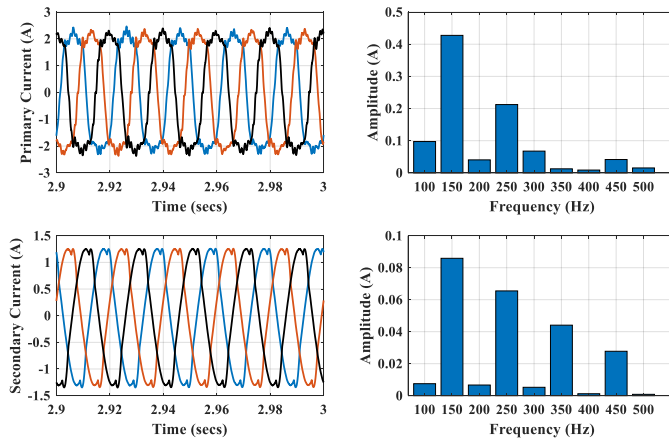 Primary Current (A)
3
2
1
0
-1
-2
-3
2.9 2.92 2.94 2.96 2.98 3
Time (secs)
Amplitude (A)
0.5
0.4
0.3
0.2
0.1
0
100 150 200 250 300 350 400 450 500
Frequency (Hz)
Secondary Current (A)
1.5
1
0.5
0
-0.5
-1
-1.5
2.9 2.92 2.94 2.96 2.98 3
Time (secs)
Amplitude (A)
0.1
0.08
0.06
0.04
0.02
0
100 150 200 250 300 350 400 450 500
Frequency (Hz)